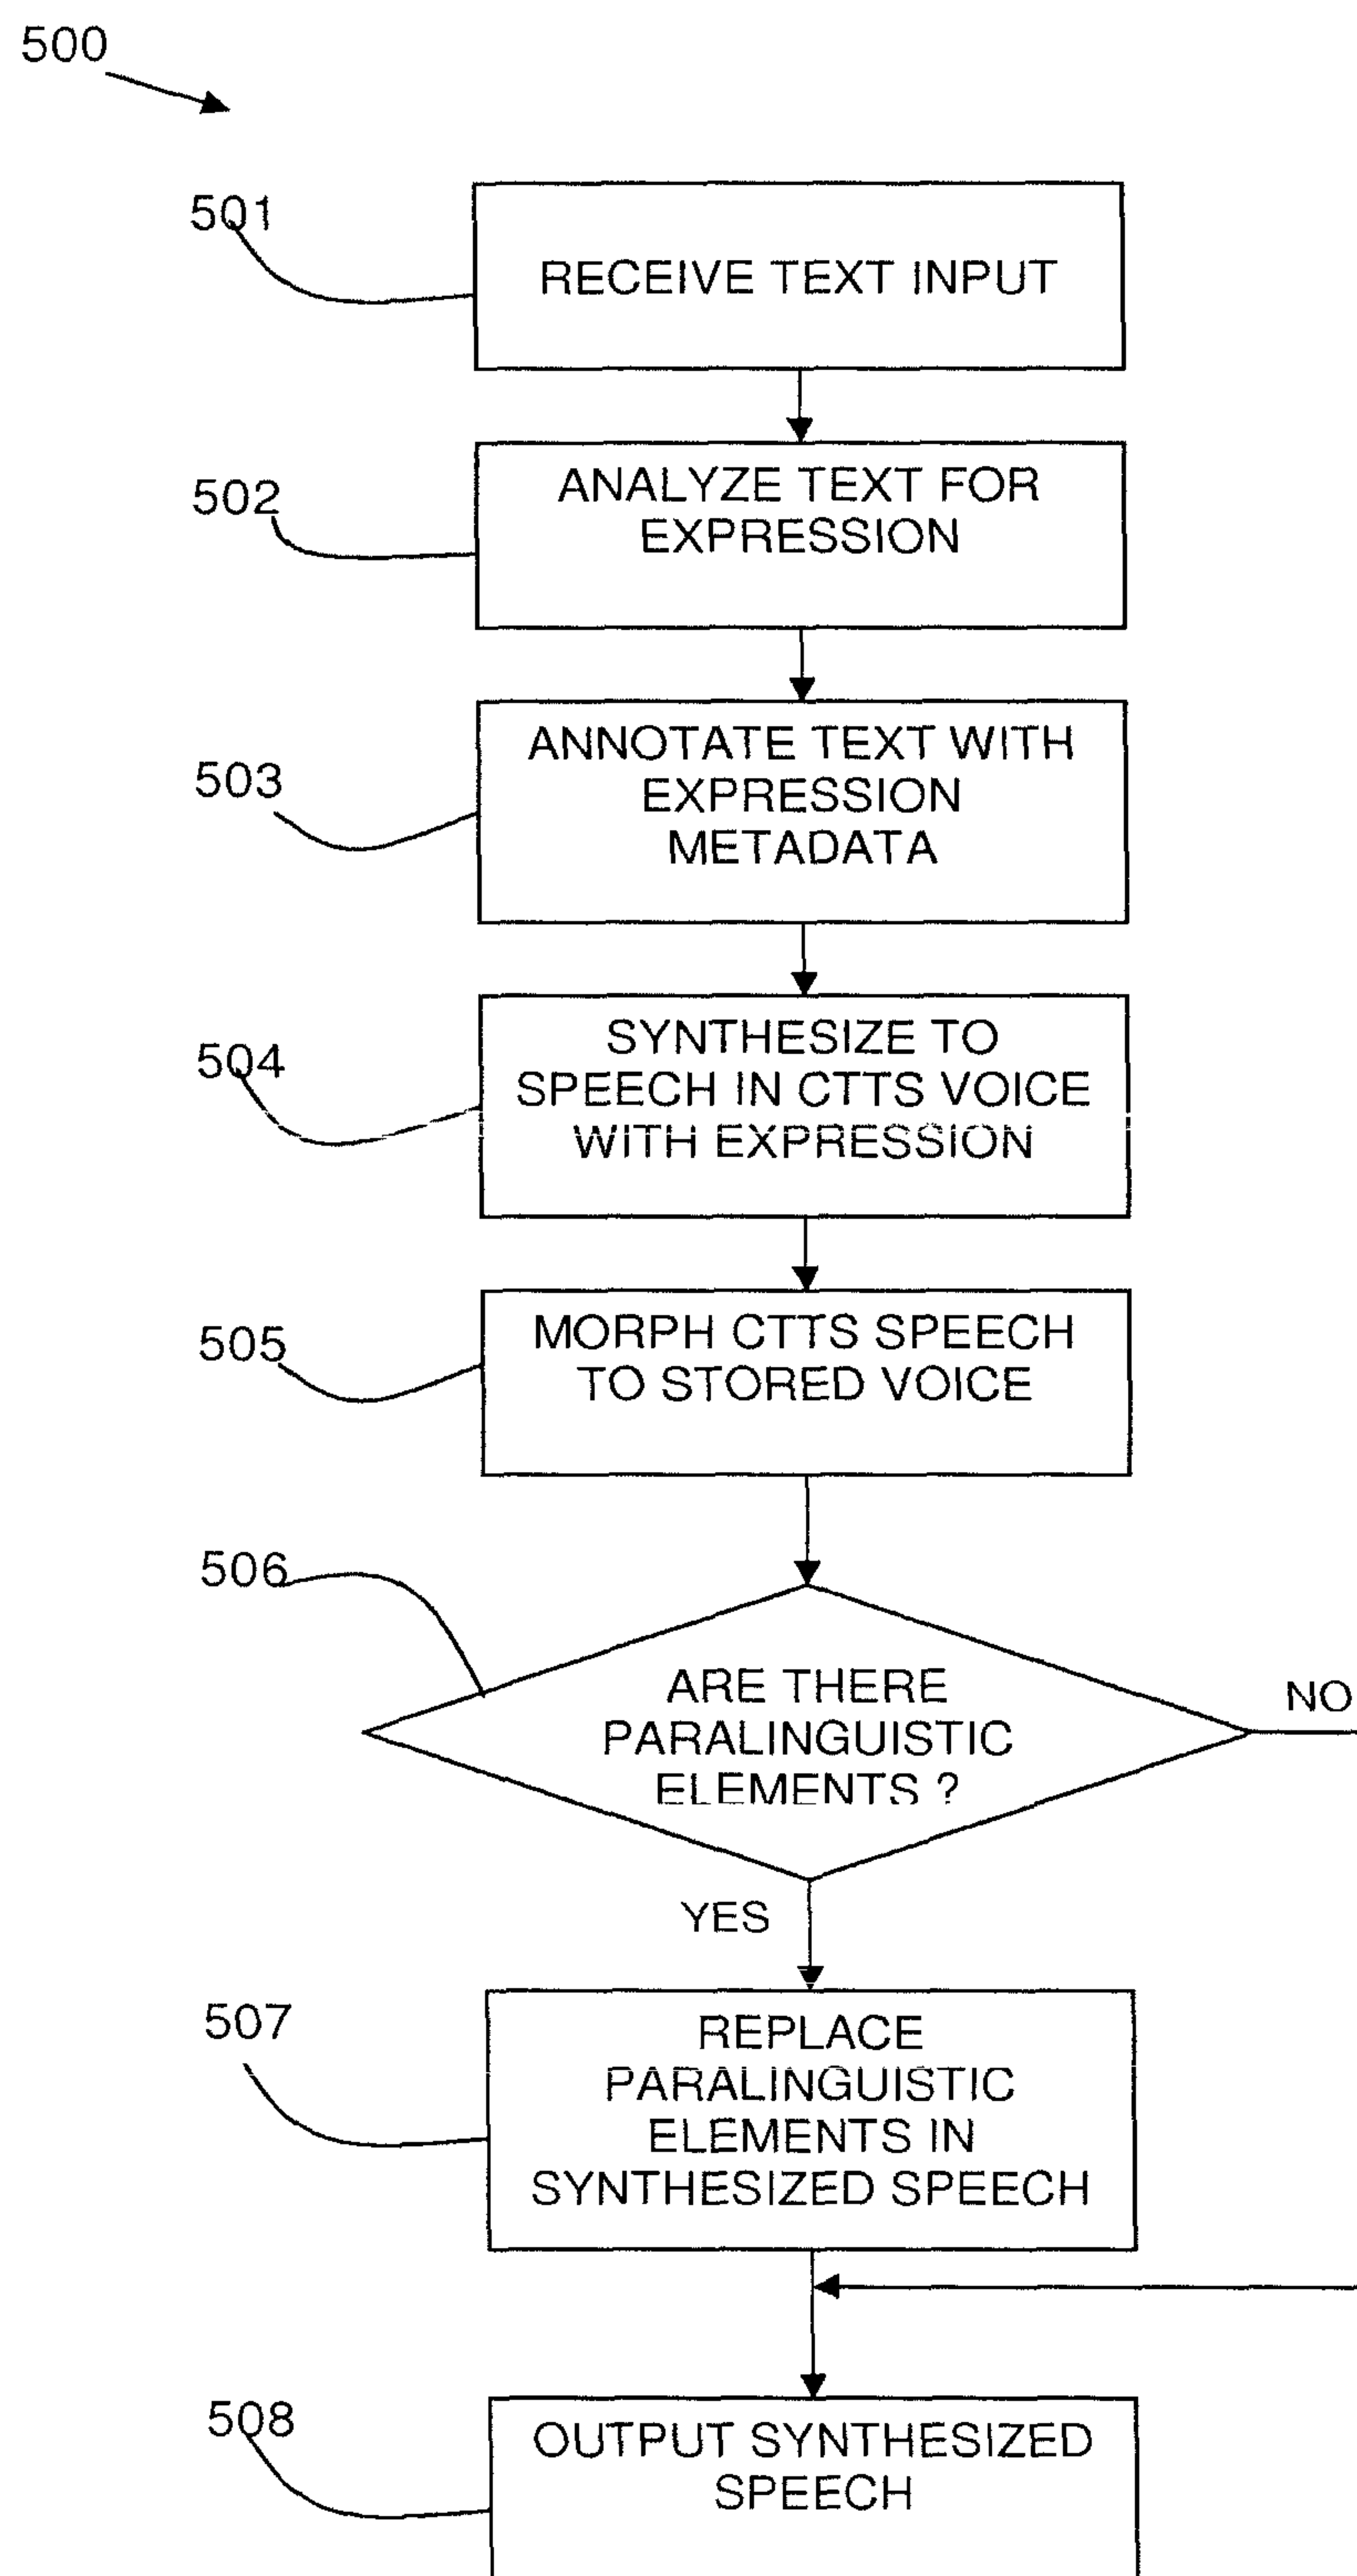 500
501
RECEIVE TEXT INPUT
502
ANALYZE TEXT FOR
EXPRESSION
503
ANNOTATE TEXT WITH
EXPRESSION
METADATA
504
SYNTHESIZE TO
SPEECH IN CTTS VOICE
WITH EXPRESSION
505
MORPH CTTS SPEECH
TO STORED VOICE
506
ARE THERE
PARALINGUISTIC
ELEMENTS ?
NO
YES
507
REPLACE
PARALINGUISTIC
ELEMENTS IN
SYNTHESIZED SPEECH
508
OUTPUT SYNTHESIZED
SPEECH